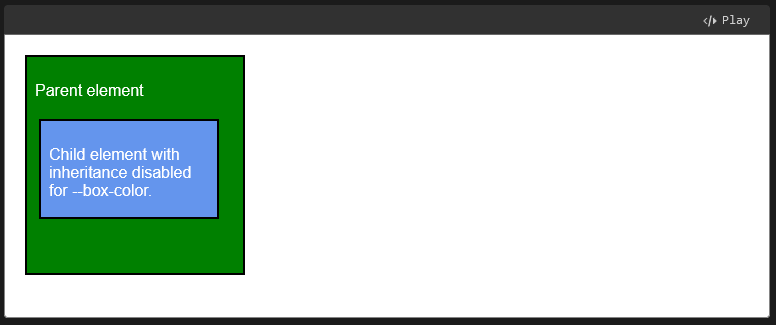 Play
Parent element
Child element with
inheritance disabled
for --box-color.